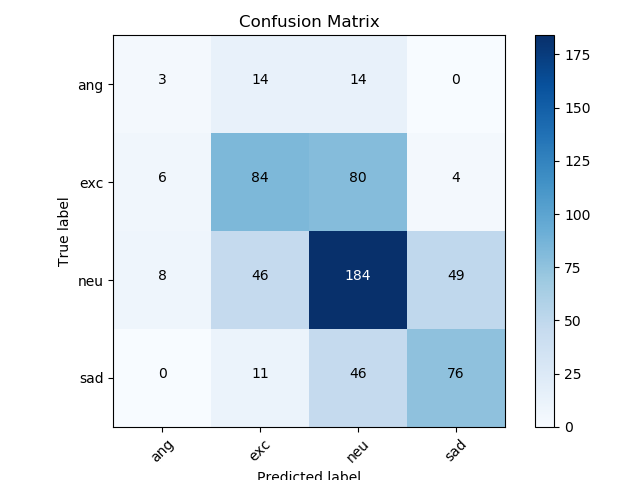 Confusion Matrix
True label
ang 3 14 14 0
exc 6 84 80 4
neu 8 46 184 49
sad 0 11 46 76
ang exc neu sad
Predicted label
175
150
125
100
75
50
25
0